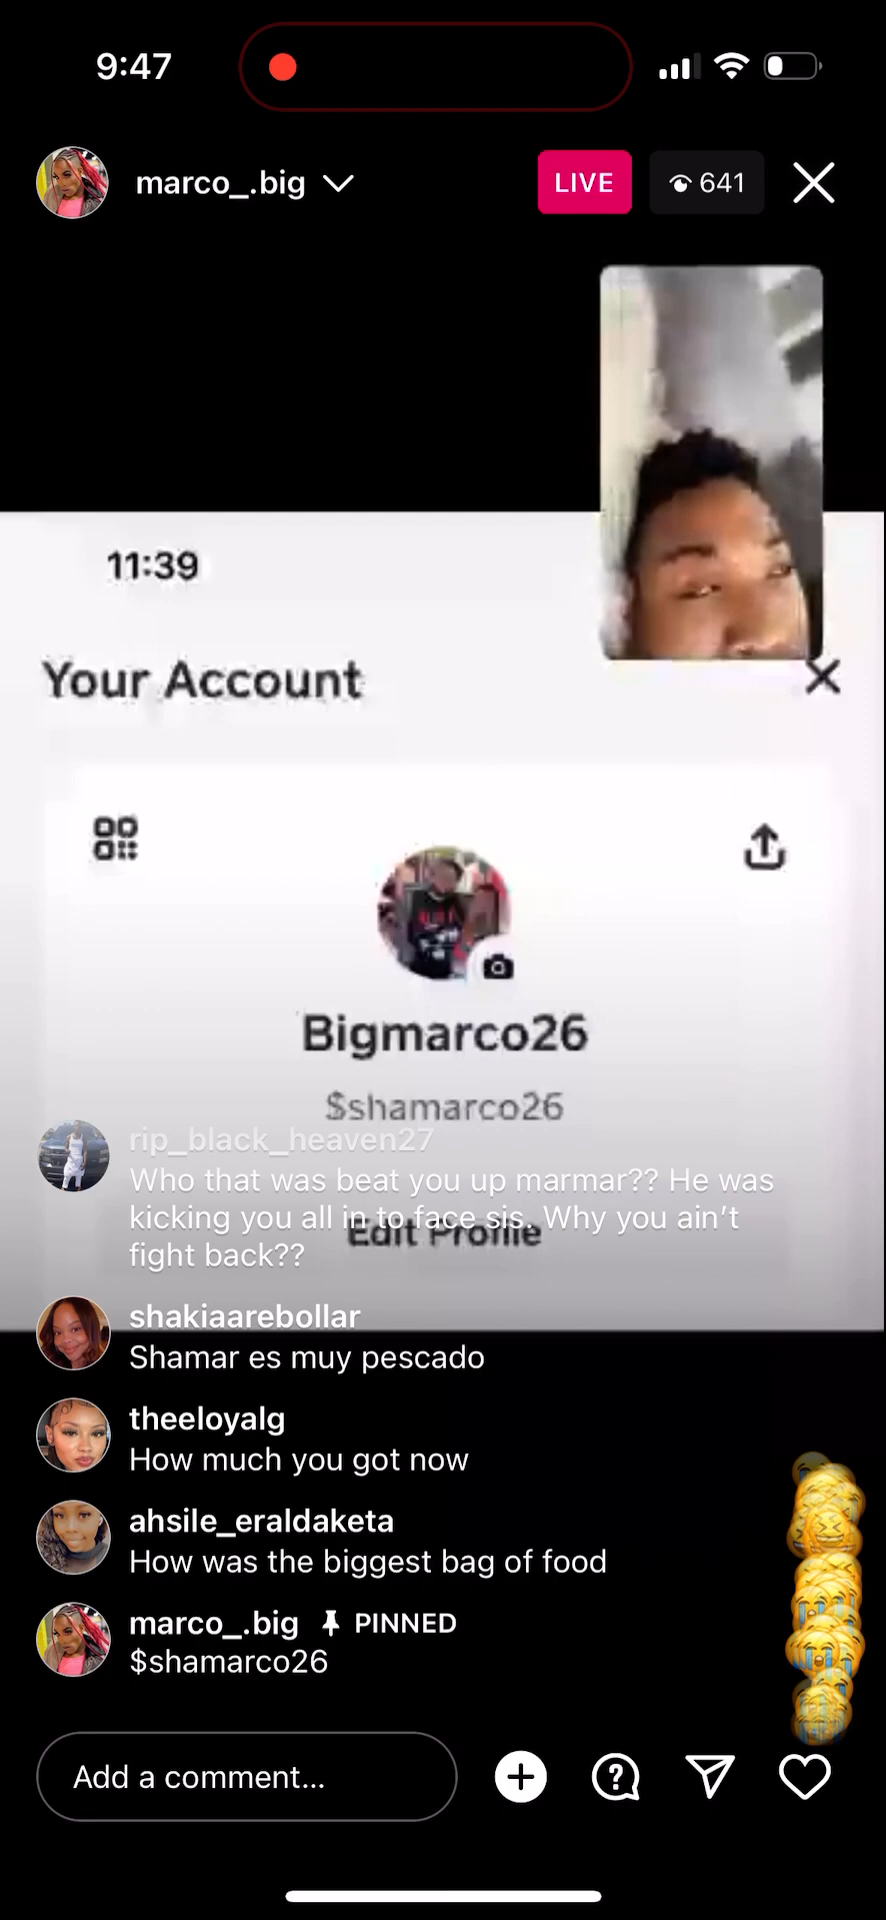 9:47
marco_.big
LIVE
641
11:39
Your Account
Bigmarco26
$shamarco26
rip_black_heaven27
Who that was beat you up marmar?? He was
kicking you all in to face sis. Why you ain’t
fight back??
Edit Profile
shakiaarebollar
Shamar es muy pescado
theeloyalg
How much you got now
ahsile_eraldaketa
How was the biggest bag of food
marco_.big PINNED
$shamarco26
Add a comment...